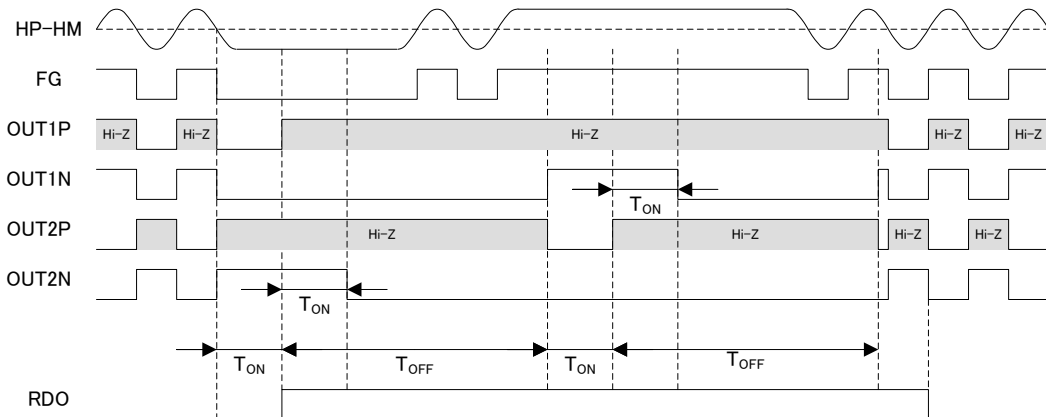 HP-HM
FG
OUT1P
Hi-Z Hi-Z Hi-Z Hi-Z Hi-Z
OUT1N
TON
OUT2P
Hi-Z Hi-Z Hi-Z Hi-Z
OUT2N
TON
TON TOFF TON TOFF
RDO